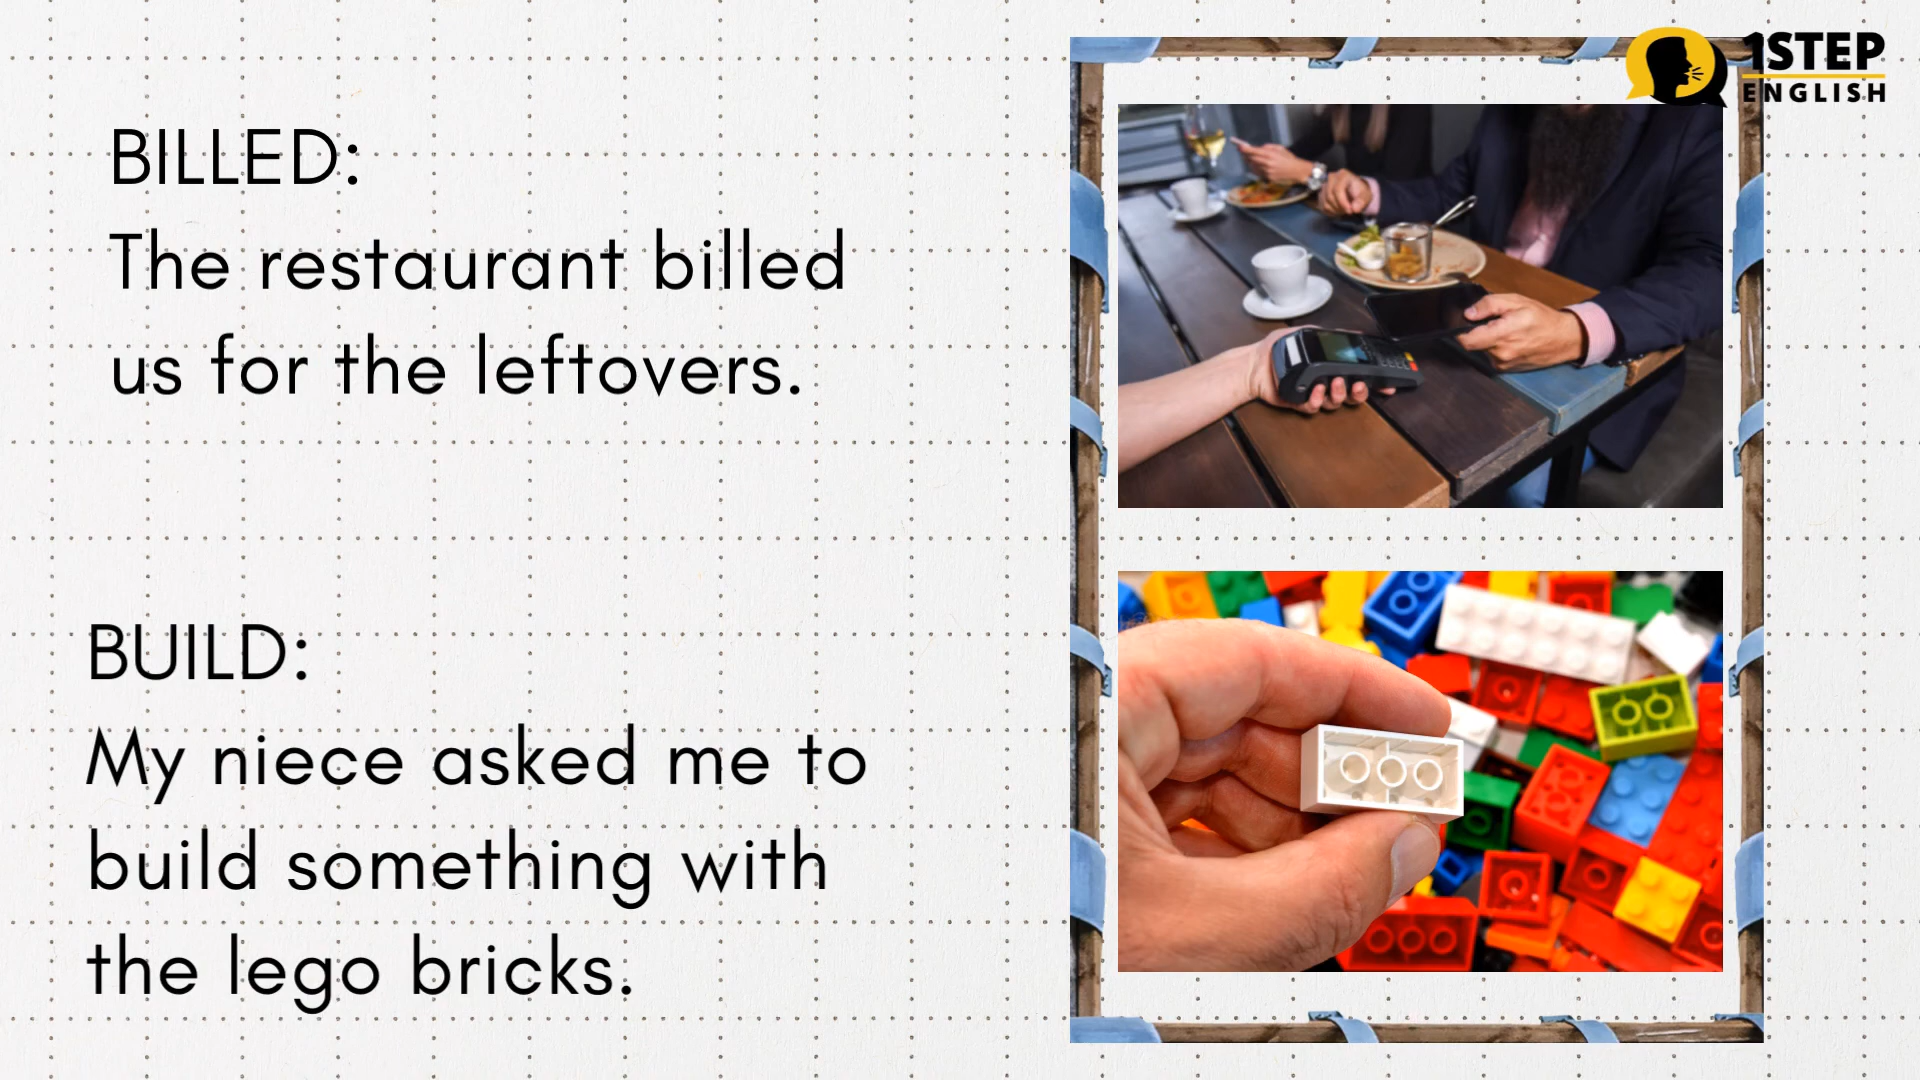 1STEP
ENGLISH
BILLED:
The restaurant billed
us for the leftovers.
BUILD:
My niece asked me to
build something with
the lego bricks.